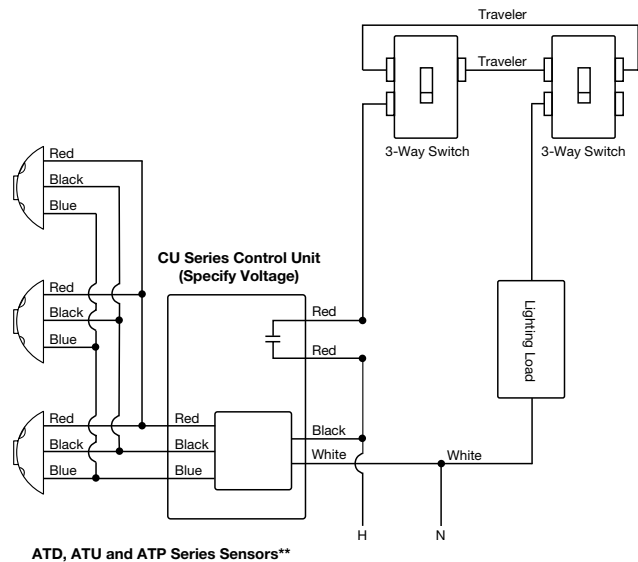 Traveler
Traveler
3-Way Switch
3-Way Switch
Red
Black
Blue
CU Series Control Unit
(Specify Voltage)
Red
Black
Blue
Red
Red
Lighting Load
Red
Black
Blue
Red
Black
Blue
Black
White
White
H
N
ATD, ATU and ATP Series Sensors**